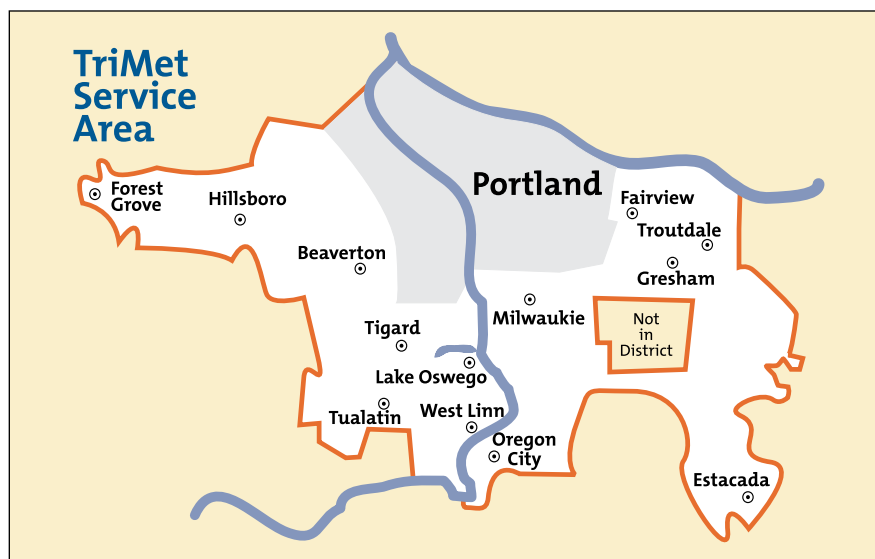 TriMet
Service
Area
Portland
Forest
Grove
Hillsboro
Fairview
Troutdale
Beaverton
Gresham
Milwaukie
Not
in
District
Tigard
Lake Oswego
Tualatin
West Linn
Oregon
City
Estacada